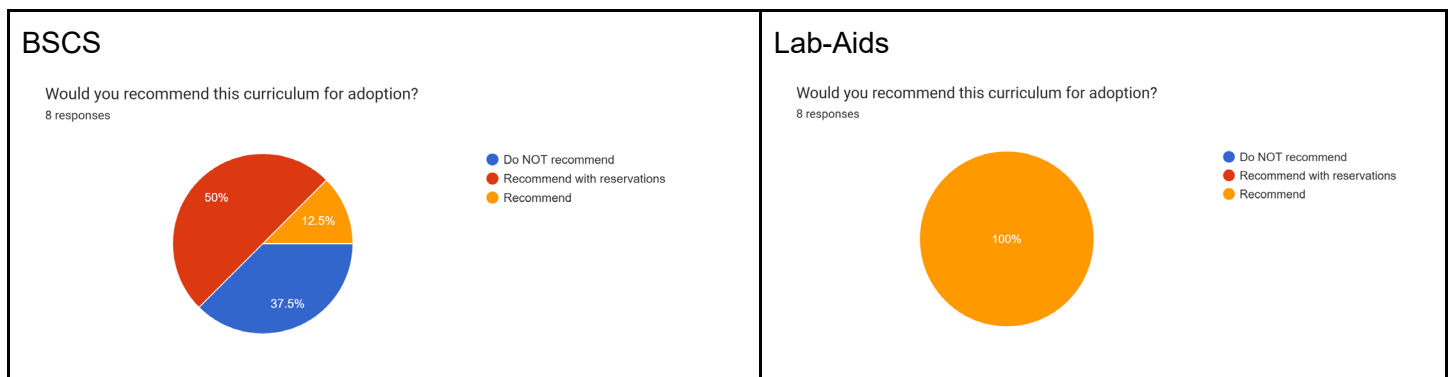 BSCS
Would you recommend this curriculum for adoption?
8 responses
Do NOT recommend
Recommend with reservations
Recommend
50%
12.5%
37.5%
Lab-Aids
Would you recommend this curriculum for adoption?
8 responses
Do NOT recommend
Recommend with reservations
Recommend
100%